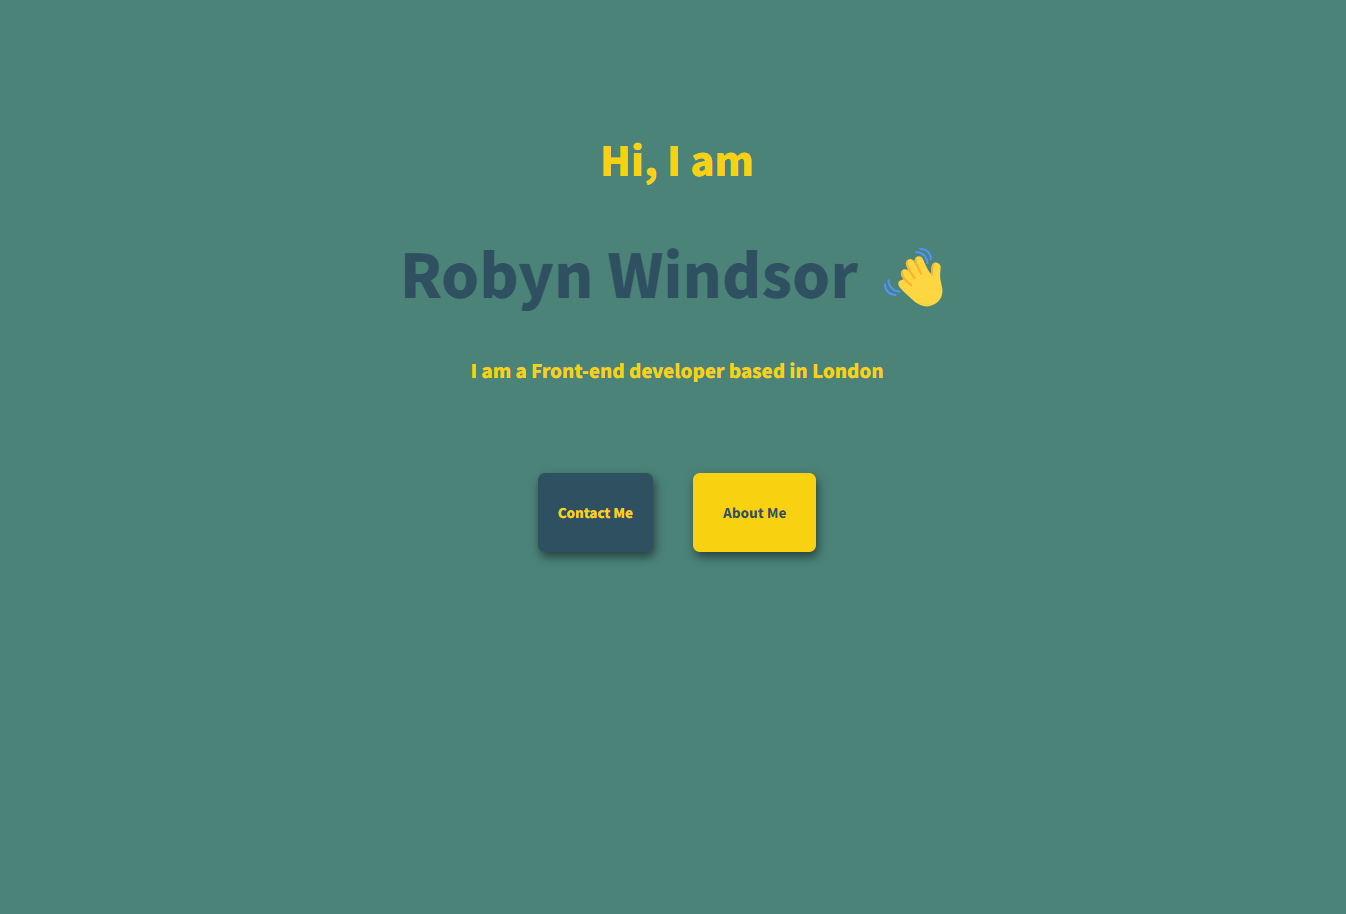 Hi, I am
Robyn Windsor 👋
I am a Front-end developer based in London
Contact Me
About Me